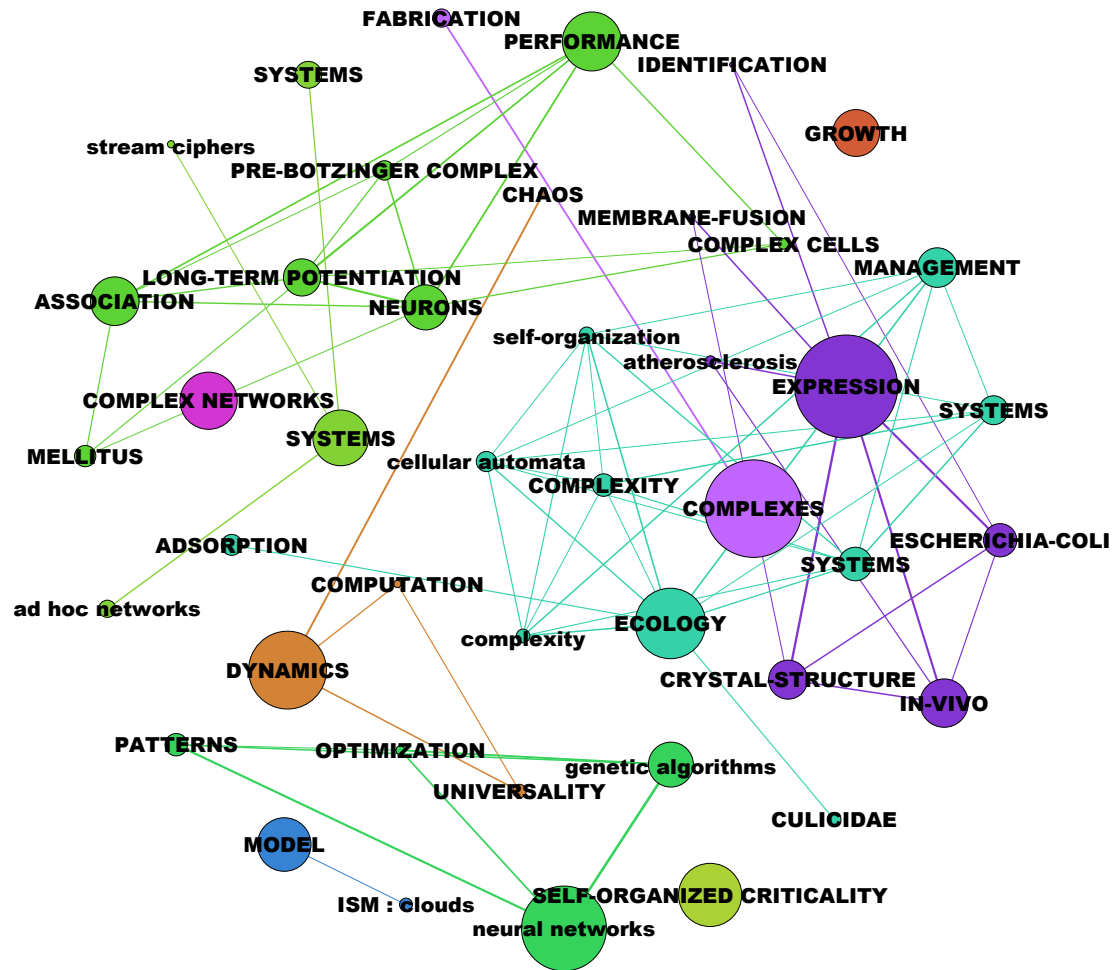 FABRICATION
PERFORMANCE
IDENTIFICATION
SYSTEMS
GROWTH
stream ciphers
PRE-BOTZINGER COMPLEX
CHAOS
MEMBRANE-FUSION
COMPLEX CELLS
MANAGEMENT
LONG-TERM POTENTIATION
ASSOCIATION
NEURONS
self-organization
atherosclerosis
EXPRESSION
COMPLEX NETWORKS
SYSTEMS
SYSTEMS
MELLITUS
cellular automata
COMPLEXITY
COMPLEXES
ADSORPTION
ESCHERICHIA-COLI
SYSTEMS
COMPUTATION
ad hoc networks
ECOLOGY
complexity
DYNAMICS
CRYSTAL-STRUCTURE
IN-VIVO
PATTERNS
OPTIMIZATION
genetic algorithms
UNIVERSALITY
CULICIDAE
MODEL
SELF-ORGANIZED CRITICALITY
ISM : clouds
neural networks